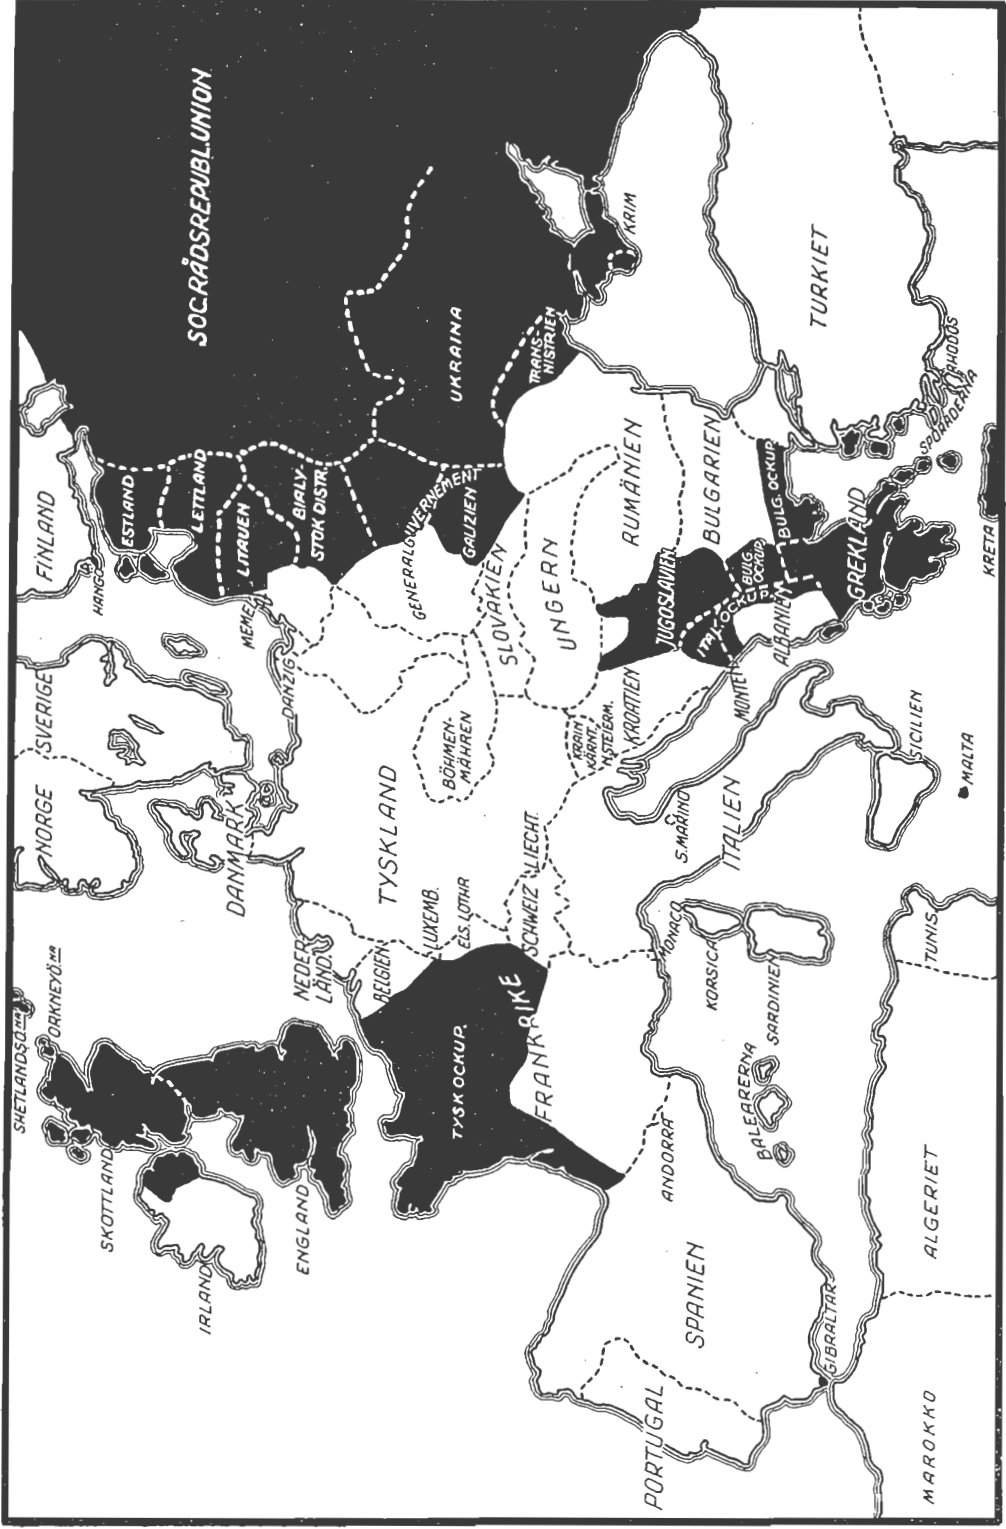 SHETLANDSÖ.NA
ORKNEYÖ.NA
SKOTTLAND
IRLAND
ENGLAND
NORGE
SVERIGE
FINLAND
HANGÖ
SOC.RÅDSREPUBL.UNION
ESTLAND
LETTLAND
LITAUEN
BIALY-
STOK DISTR.
MEMEL
DANZIG
DANMARK
NEDER-
LÄND.
BELGIEN
LUXEMB.
ELS. LOTHR
TYSKLAND
BÖHMEN-
MÄHREN
GENERALGUVERNEMENT
GALIZIEN
UKRAINA
TRANS-
NISTRIEN
KRIM
TYSK OCKUP.
FRANKRIKE
SCHWEIZ
LIECHT.
SLOVAKIEN
UNGERN
RUMÄNIEN
KRAIN
KÄRNT.
N.STEIERM.
KROATIEN
JUGOSLAVIEN
ITAL. OCKUP.
BULG.
OCKUP.
BULGARIEN
BULG. OCKUP.
MONTEN.
ALBANIEN
GREKLAND
TURKIET
RHODOS
SPORADERNA
KRETA
PORTUGAL
SPANIEN
ANDORRA
MONACO
S. MARINO
ITALIEN
KORSICA
SARDINIEN
BALEARERNA
SICILIEN
MALTA
GIBRALTAR
MAROKKO
ALGERIET
TUNIS